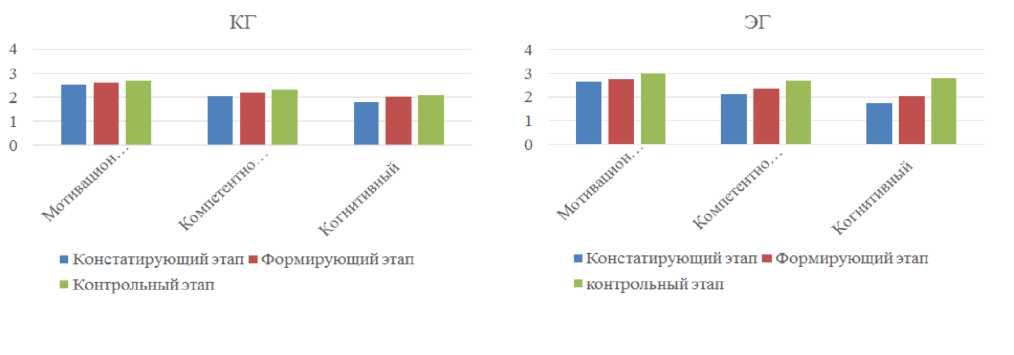 КГ
4
3
2
1
0
Мотивацион…
Компетентно…
Когнитивный
Констатирующий этап Формирующий этап
Контрольный этап
ЭГ
4
3
2
1
0
Мотивацион…
Компетентно…
Когнитивный
Констатирующий этап Формирующий этап
контрольный этап